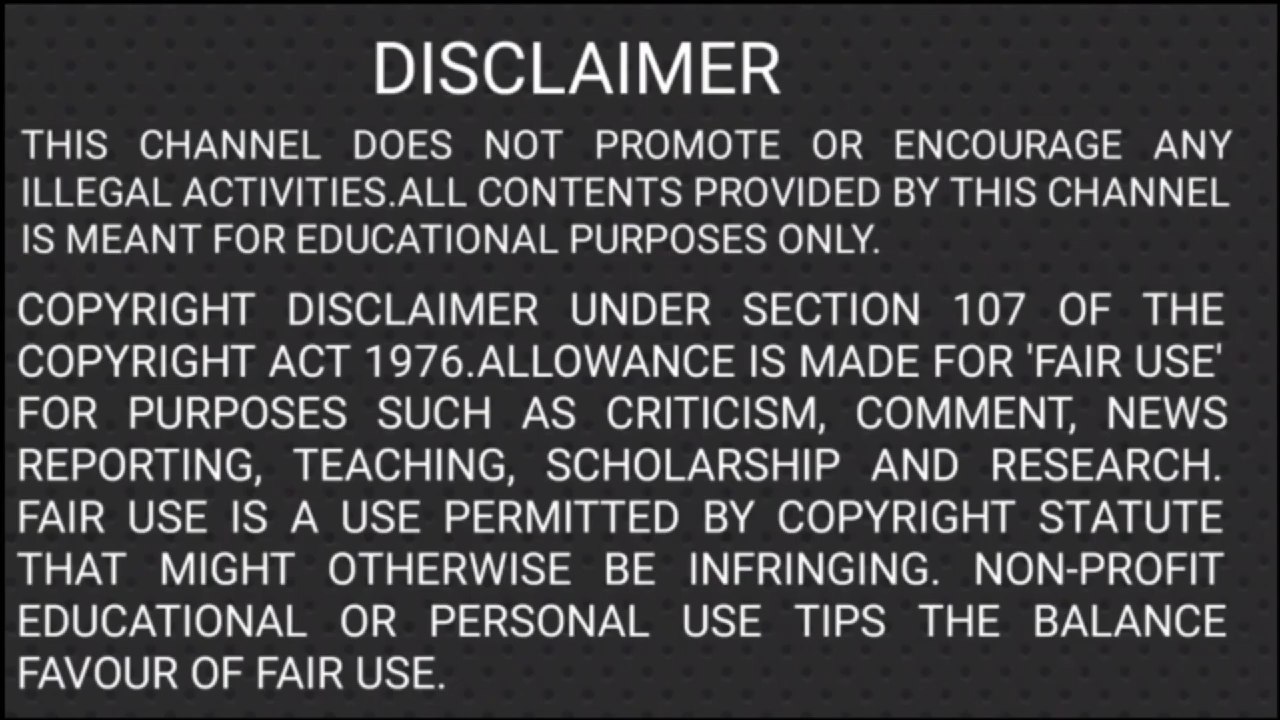 DISCLAIMER
THIS CHANNEL DOES NOT PROMOTE OR ENCOURAGE ANY
ILLEGAL ACTIVITIES.ALL CONTENTS PROVIDED BY THIS CHANNEL
IS MEANT FOR EDUCATIONAL PURPOSES ONLY.
COPYRIGHT DISCLAIMER UNDER SECTION 107 OF THE
COPYRIGHT ACT 1976.ALLOWANCE IS MADE FOR 'FAIR USE'
FOR PURPOSES SUCH AS CRITICISM, COMMENT, NEWS
REPORTING, TEACHING, SCHOLARSHIP AND RESEARCH.
FAIR USE IS A USE PERMITTED BY COPYRIGHT STATUTE
THAT MIGHT OTHERWISE BE INFRINGING. NON-PROFIT
EDUCATIONAL OR PERSONAL USE TIPS THE BALANCE
FAVOUR OF FAIR USE.